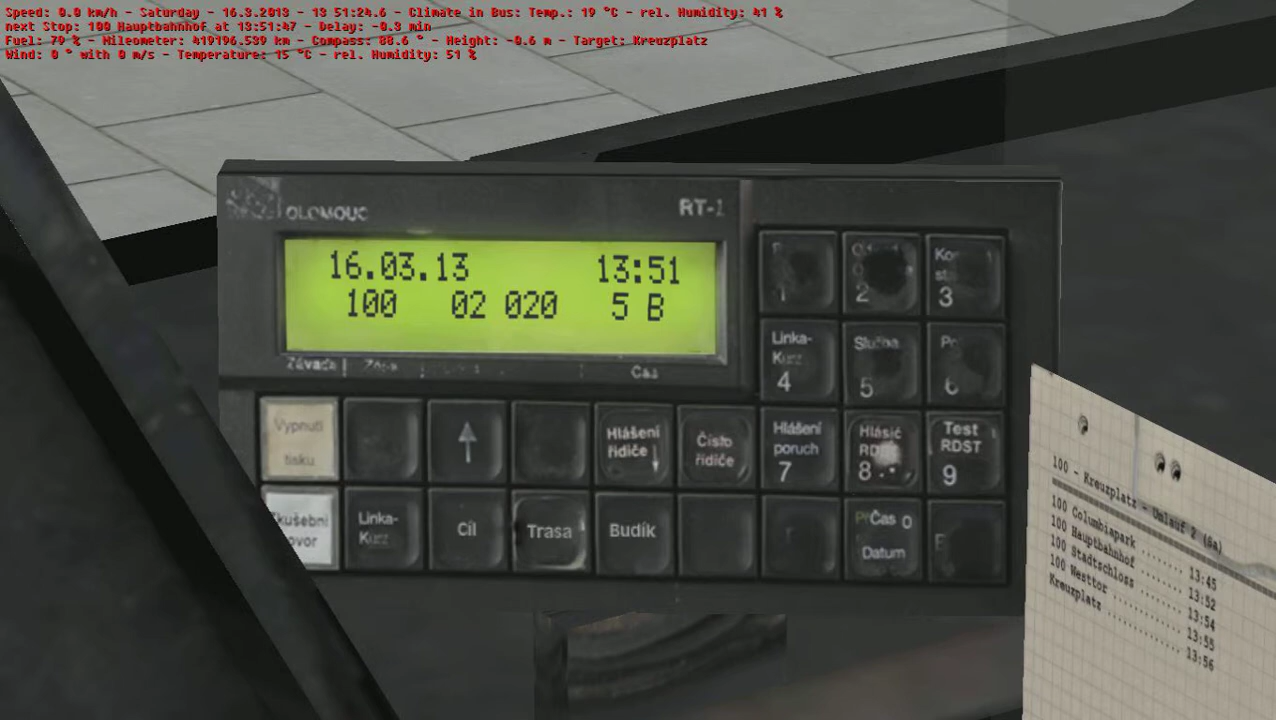 Speed: 0.0 km/h - Saturday - 16.3.2013 - 13 51:24.6 - Climate in Bus: Temp.: 19 °C - rel. Humidity: 41 %
next Stop: 100 Hauptbahnhof at 13:51:47 - Delay: -0.3 min
Fuel: 79 % - Mileometer: 419196.539 km - Compass: 88.6 ° - Height: -0.6 m - Target: Kreuzplatz
Wind: 0 ° with 0 m/s - Temperature: 15 °C - rel. Humidity: 51 %
OLOMOUC
RT-1
16.03.13 13:51
100 02 020 5 B
Závada
Čas
1
2
3
Linka-
4
5
6
Vypnutí
tisku
Hlášení
řidiče
Číslo
řidiče
Hlášení
poruch
7
Hlásič
8
Test
RDST
9
Linka-
Cíl
Trasa
Budík
Čas 0
Datum
100 - Kreuzplatz - Umlauf 2 (Sa)
100 Columbiapark ........ 13:45
100 Hauptbahnhof ........ 13:52
100 Stadtschloss ........ 13:54
100 Westtor ........ 13:55
Kreuzplatz ........ 13:56